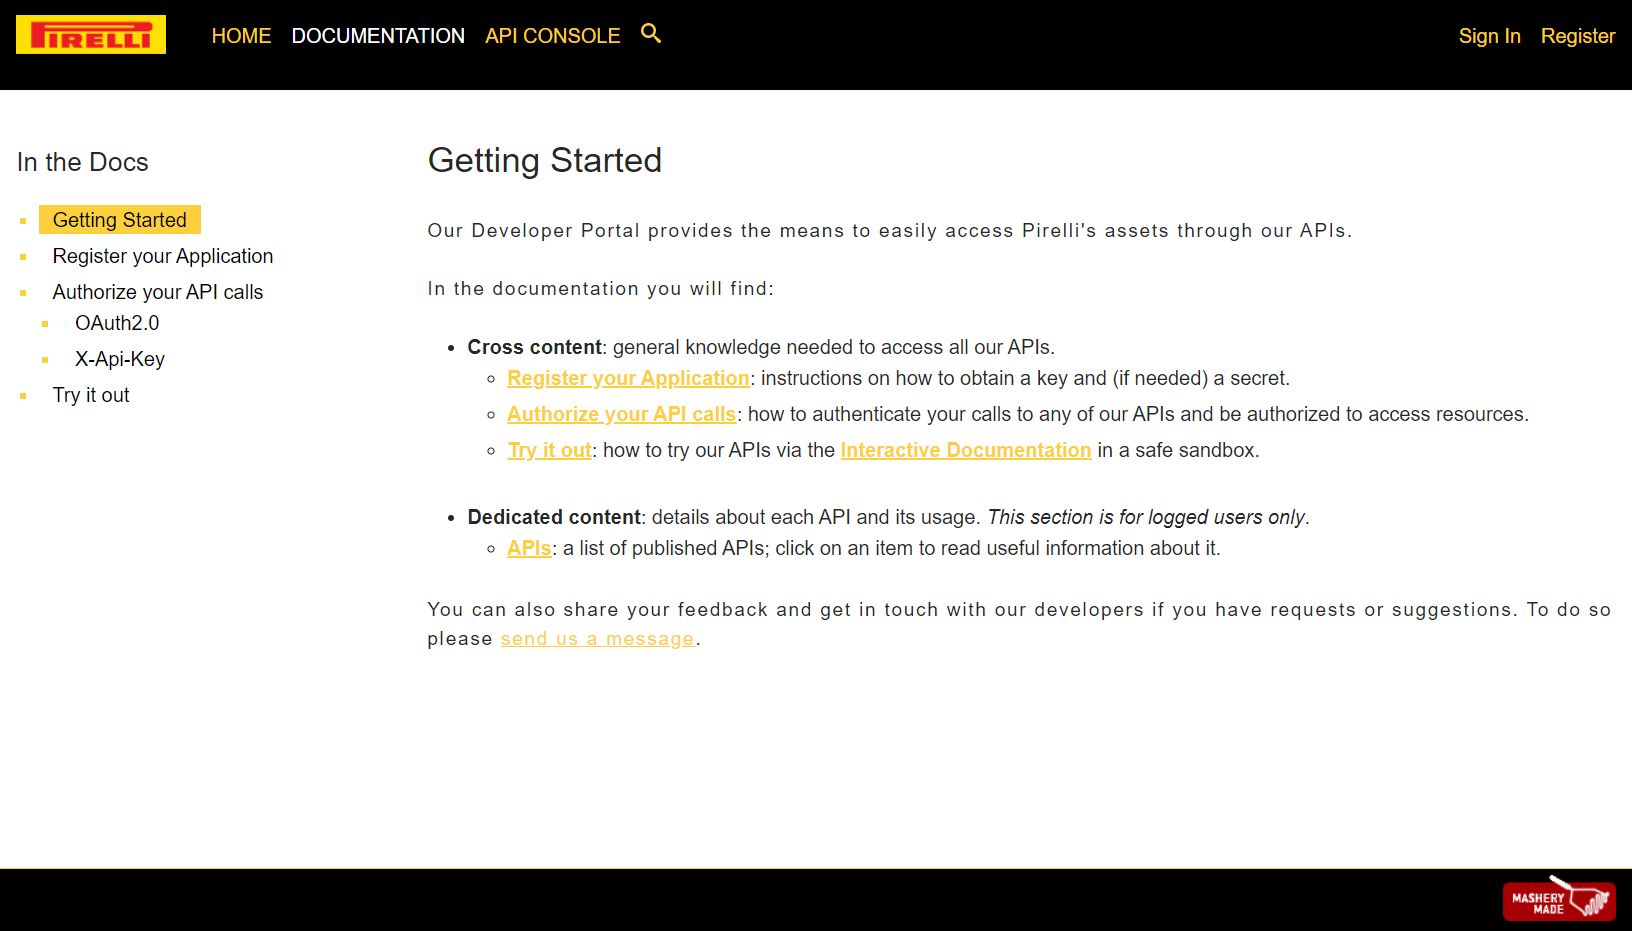 PIRELLI
HOME DOCUMENTATION API CONSOLE
Sign In Register
In the Docs
Getting Started
Register your Application
Authorize your API calls
OAuth2.0
X-Api-Key
Try it out
Getting Started
Our Developer Portal provides the means to easily access Pirelli's assets through our APIs.
In the documentation you will find:
Cross content: general knowledge needed to access all our APIs.
Register your Application: instructions on how to obtain a key and (if needed) a secret.
Authorize your API calls: how to authenticate your calls to any of our APIs and be authorized to access resources.
Try it out: how to try our APIs via the Interactive Documentation in a safe sandbox.
Dedicated content: details about each API and its usage. This section is for logged users only.
APIs: a list of published APIs; click on an item to read useful information about it.
You can also share your feedback and get in touch with our developers if you have requests or suggestions. To do so
please send us a message.
MASHERY
MADE